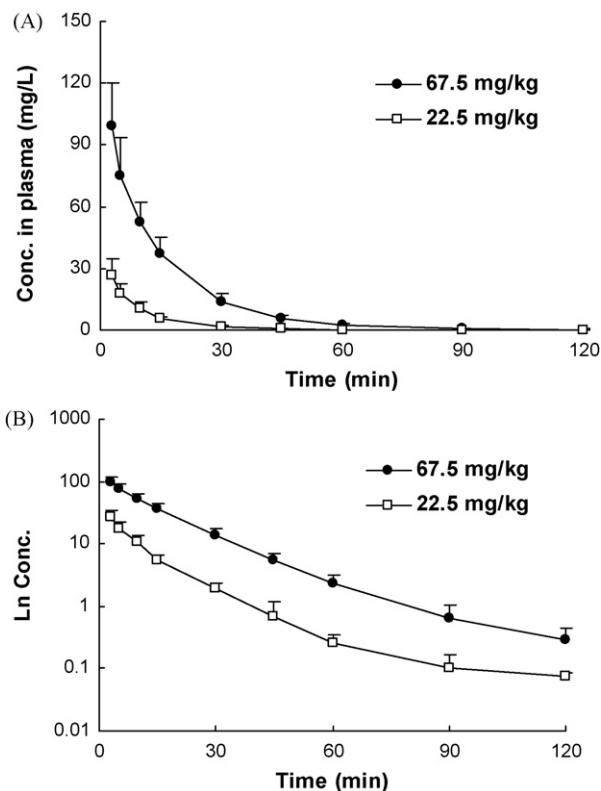 (A)
150
120
90
60
30
0
Conc. in plasma (mg/L)
67.5 mg/kg
22.5 mg/kg
0 30 60 90 120
Time (min)
(B)
1000
100
10
1
0.1
0.01
Ln Conc.
67.5 mg/kg
22.5 mg/kg
0 30 60 90 120
Time (min)